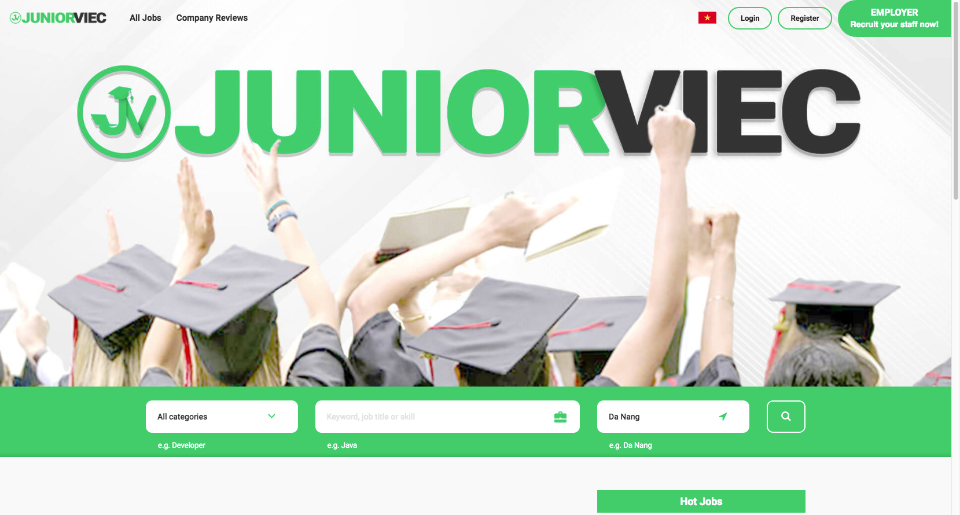 JUNIORVIEC
All Jobs
Company Reviews
Login
Register
EMPLOYER
Recruit your staff now!
JV JUNIORVIEC
All categories
Keyword, job title or skill
Da Nang
e.g. Developer
e.g. Java
e.g. Da Nang
Hot Jobs